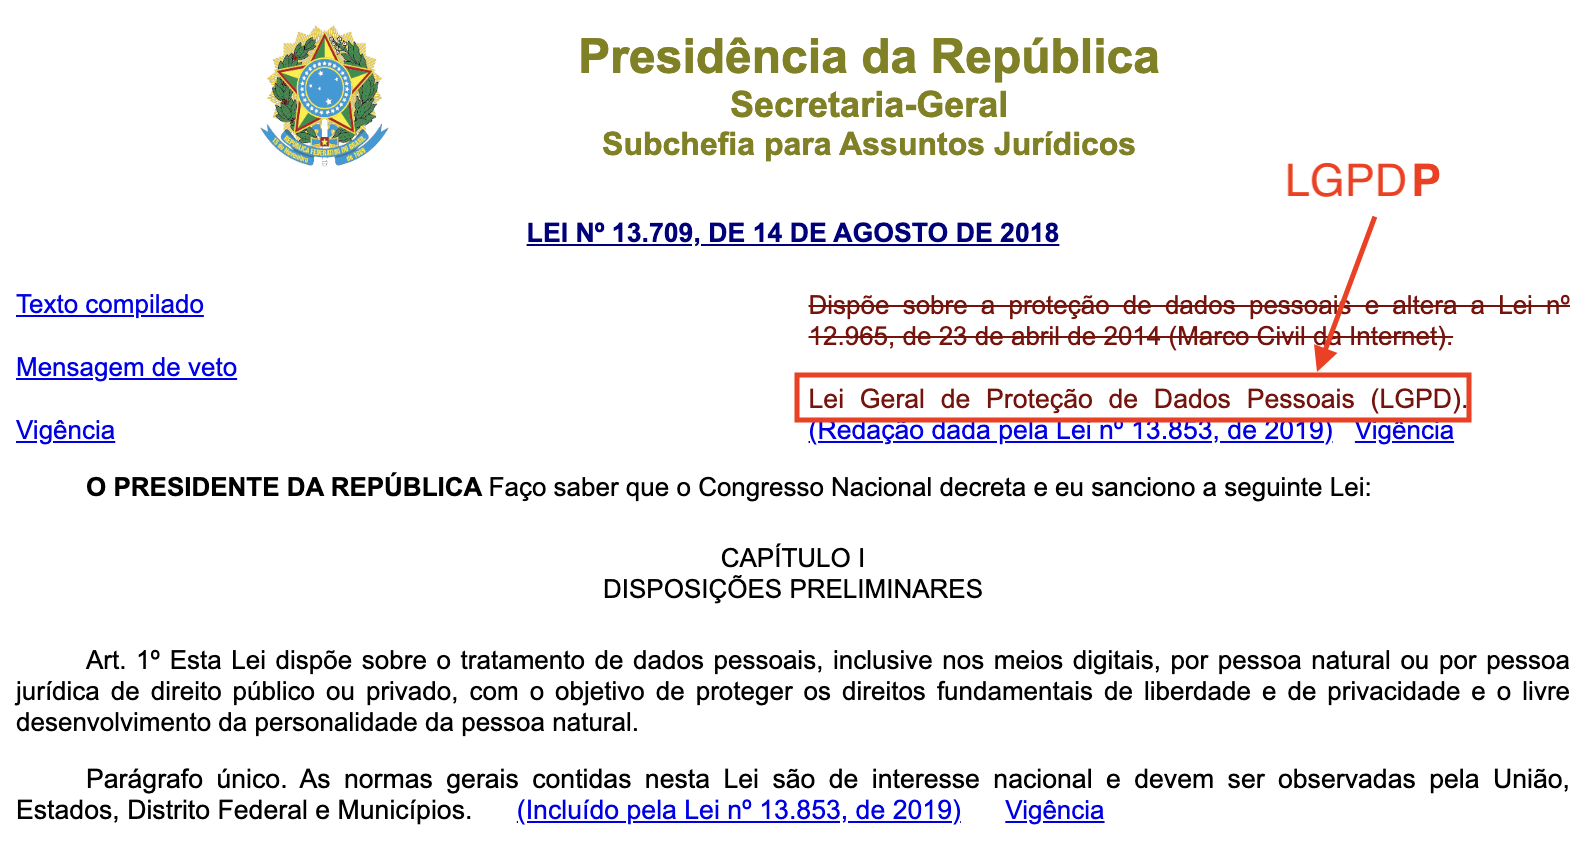 Presidência da República
Secretaria-Geral
Subchefia para Assuntos Jurídicos
LGPDP
LEI Nº 13.709, DE 14 DE AGOSTO DE 2018
Texto compilado
Mensagem de veto
Vigência
Dispõe sobre a proteção de dados pessoais e altera a Lei nº
12.965, de 23 de abril de 2014 (Marco Civil da Internet).
Lei Geral de Proteção de Dados Pessoais (LGPD).
(Redação dada pela Lei nº 13.853, de 2019) Vigência
O PRESIDENTE DA REPÚBLICA Faço saber que o Congresso Nacional decreta e eu sanciono a seguinte Lei:
CAPÍTULO I
DISPOSIÇÕES PRELIMINARES
Art. 1º Esta Lei dispõe sobre o tratamento de dados pessoais, inclusive nos meios digitais, por pessoa natural ou por pessoa
jurídica de direito público ou privado, com o objetivo de proteger os direitos fundamentais de liberdade e de privacidade e o livre
desenvolvimento da personalidade da pessoa natural.
Parágrafo único. As normas gerais contidas nesta Lei são de interesse nacional e devem ser observadas pela União,
Estados, Distrito Federal e Municípios. (Incluído pela Lei nº 13.853, de 2019) Vigência